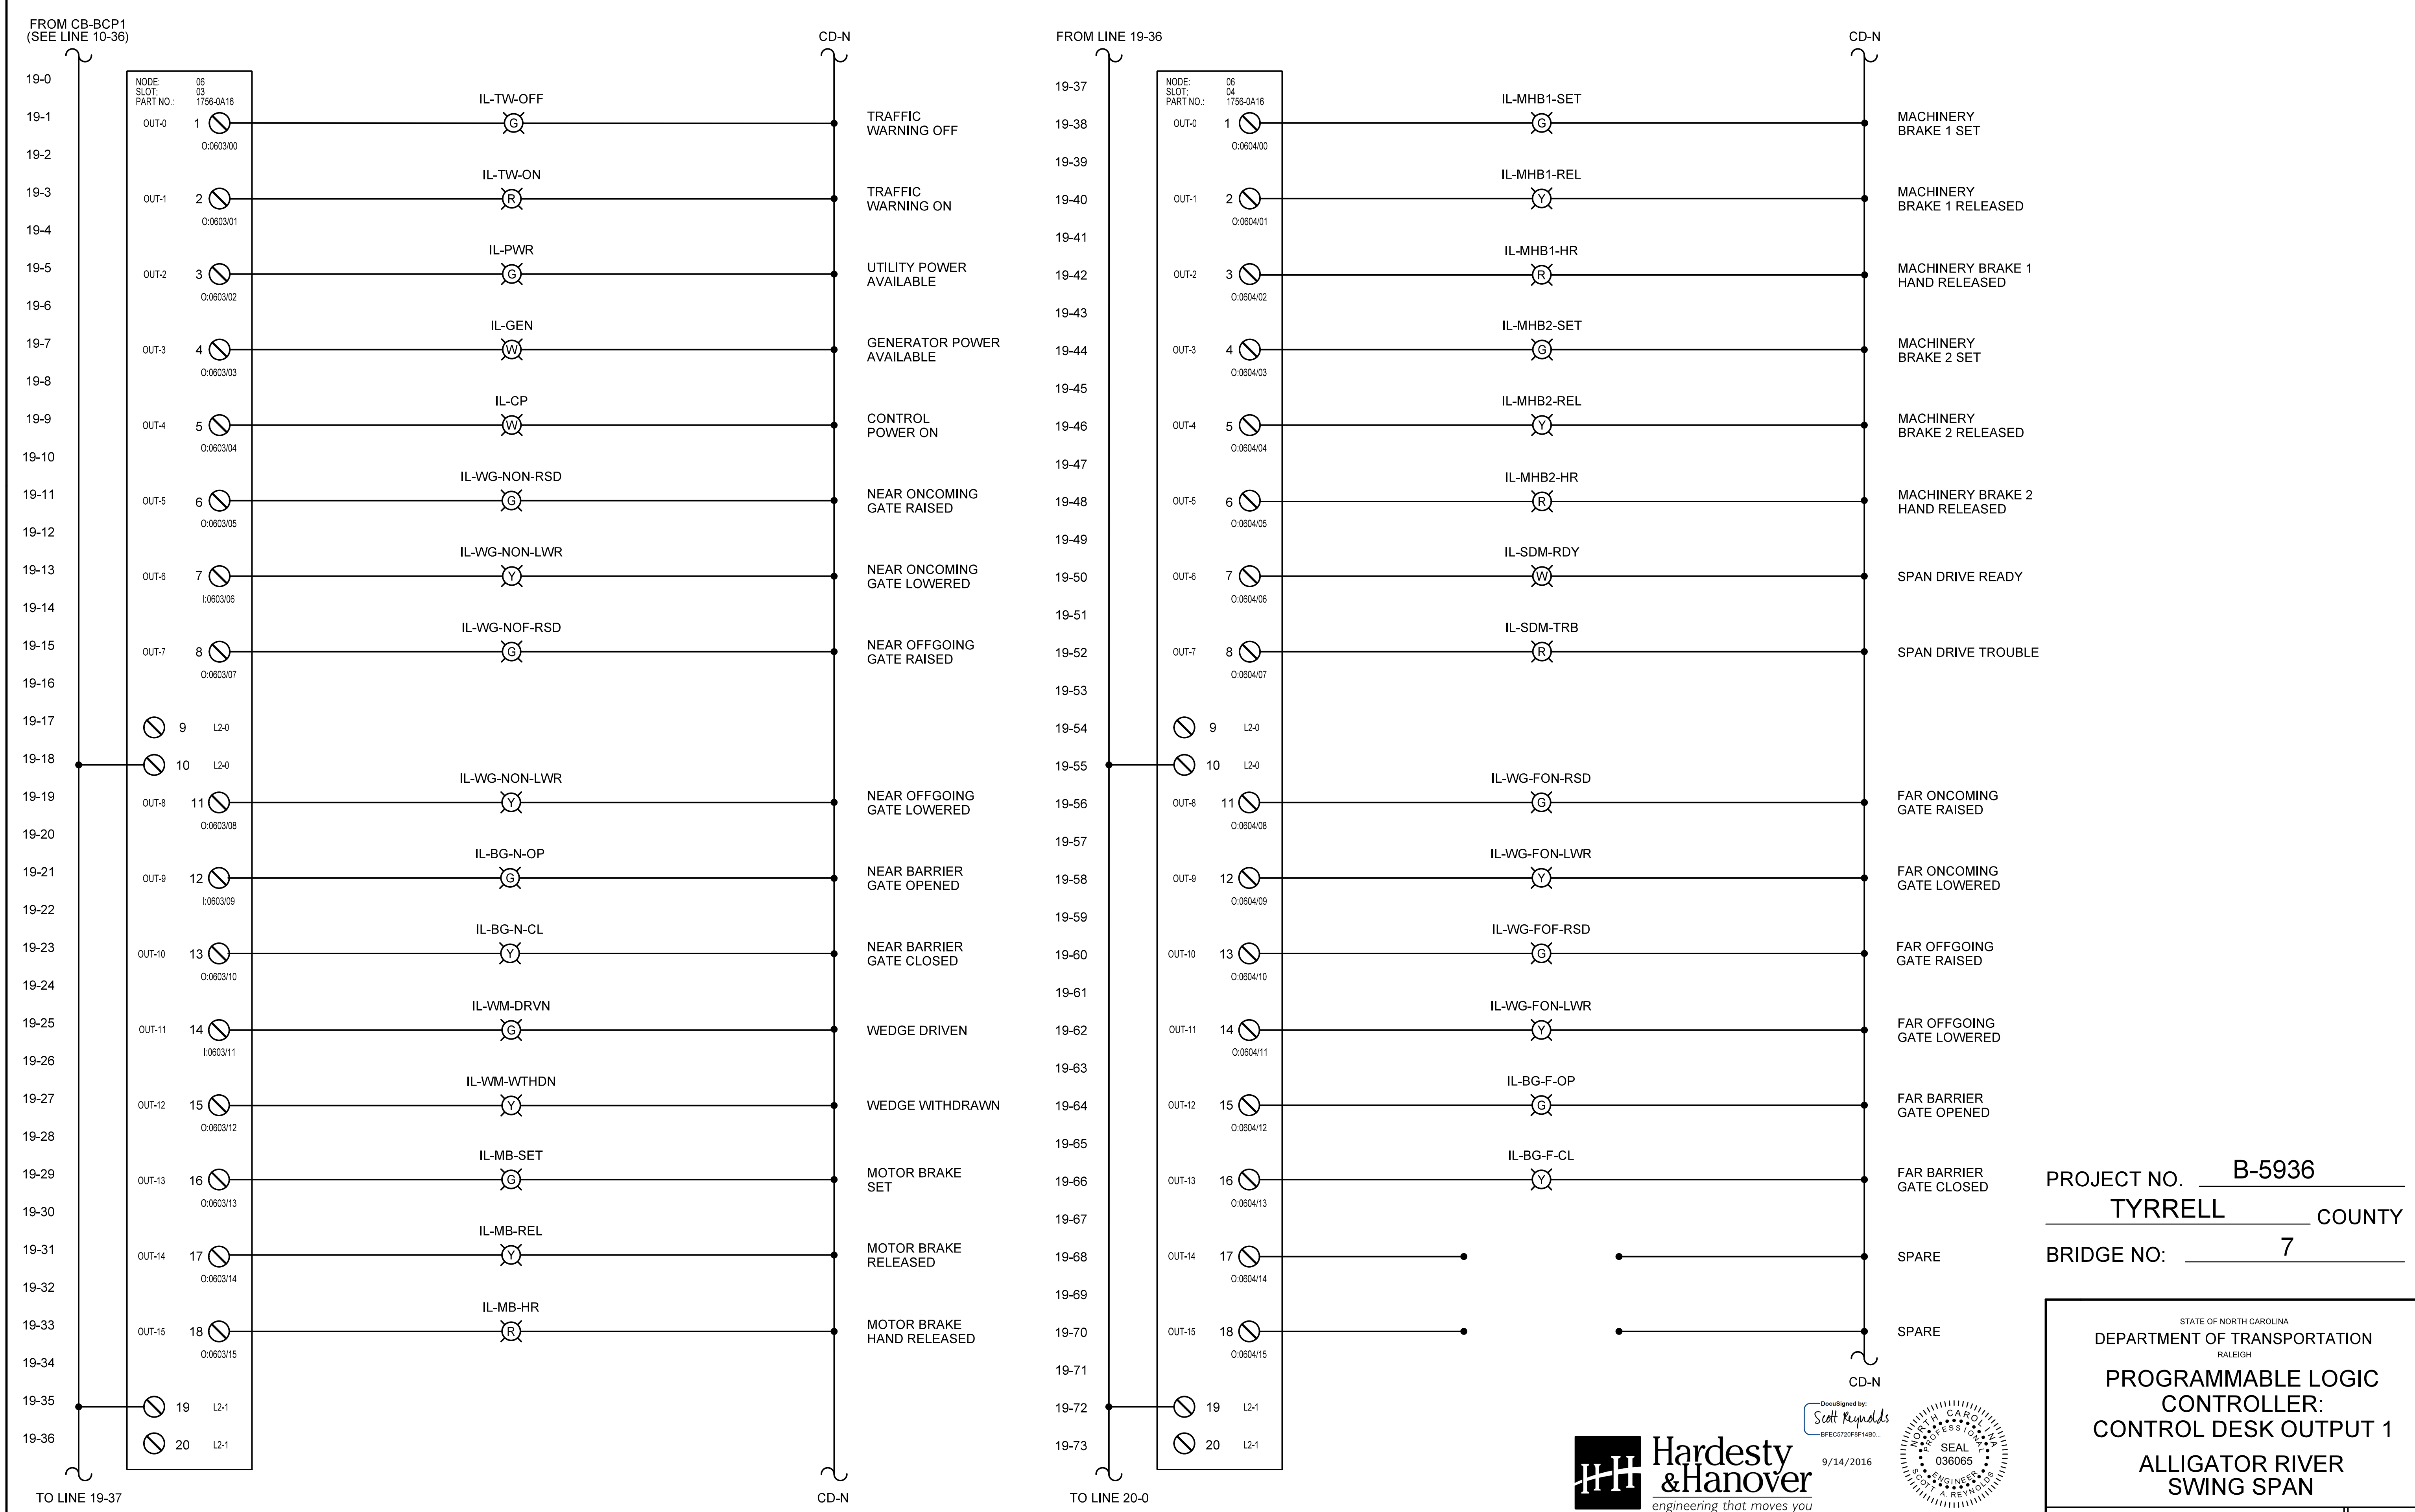 FROM CB-BCP1
(SEE LINE 10-36)
CD-N
19-0
NODE: 06
SLOT: 03
PART NO.: 1756-0A16
IL-TW-OFF
19-1
OUT-0 1
TRAFFIC
WARNING OFF
O:0603/00
19-2
IL-TW-ON
19-3
OUT-1 2
TRAFFIC
WARNING ON
O:0603/01
19-4
IL-PWR
19-5
OUT-2 3
UTILITY POWER
AVAILABLE
O:0603/02
19-6
IL-GEN
19-7
OUT-3 4
GENERATOR POWER
AVAILABLE
O:0603/03
19-8
IL-CP
19-9
OUT-4 5
CONTROL
POWER ON
O:0603/04
19-10
IL-WG-NON-RSD
19-11
OUT-5 6
NEAR ONCOMING
GATE RAISED
O:0603/05
19-12
IL-WG-NON-LWR
19-13
OUT-6 7
NEAR ONCOMING
GATE LOWERED
I:0603/06
19-14
IL-WG-NOF-RSD
19-15
OUT-7 8
NEAR OFFGOING
GATE RAISED
O:0603/07
19-16
19-17
9 L2-0
19-18
10 L2-0
IL-WG-NON-LWR
19-19
OUT-8 11
NEAR OFFGOING
GATE LOWERED
O:0603/08
19-20
IL-BG-N-OP
19-21
OUT-9 12
NEAR BARRIER
GATE OPENED
I:0603/09
19-22
IL-BG-N-CL
19-23
OUT-10 13
NEAR BARRIER
GATE CLOSED
O:0603/10
19-24
IL-WM-DRVN
19-25
OUT-11 14
WEDGE DRIVEN
I:0603/11
19-26
IL-WM-WTHDN
19-27
OUT-12 15
WEDGE WITHDRAWN
O:0603/12
19-28
IL-MB-SET
19-29
OUT-13 16
MOTOR BRAKE
SET
O:0603/13
19-30
IL-MB-REL
19-31
OUT-14 17
MOTOR BRAKE
RELEASED
O:0603/14
19-32
IL-MB-HR
19-33
OUT-15 18
MOTOR BRAKE
HAND RELEASED
O:0603/15
19-34
19-35
19 L2-1
19-36
20 L2-1
TO LINE 19-37
CD-N
G
R
G
W
W
G
Y
G
Y
G
Y
G
Y
G
Y
R
FROM LINE 19-36
CD-N
19-37
NODE: 06
SLOT: 04
PART NO.: 1756-0A16
IL-MHB1-SET
19-38
OUT-0 1
MACHINERY
BRAKE 1 SET
O:0604/00
19-39
IL-MHB1-REL
19-40
OUT-1 2
MACHINERY
BRAKE 1 RELEASED
O:0604/01
19-41
IL-MHB1-HR
19-42
OUT-2 3
MACHINERY BRAKE 1
HAND RELEASED
O:0604/02
19-43
IL-MHB2-SET
19-44
OUT-3 4
MACHINERY
BRAKE 2 SET
O:0604/03
19-45
IL-MHB2-REL
19-46
OUT-4 5
MACHINERY
BRAKE 2 RELEASED
O:0604/04
19-47
IL-MHB2-HR
19-48
OUT-5 6
MACHINERY BRAKE 2
HAND RELEASED
O:0604/05
19-49
IL-SDM-RDY
19-50
OUT-6 7
SPAN DRIVE READY
O:0604/06
19-51
IL-SDM-TRB
19-52
OUT-7 8
SPAN DRIVE TROUBLE
O:0604/07
19-53
19-54
9 L2-0
19-55
10 L2-0
IL-WG-FON-RSD
19-56
OUT-8 11
FAR ONCOMING
GATE RAISED
O:0604/08
19-57
IL-WG-FON-LWR
19-58
OUT-9 12
FAR ONCOMING
GATE LOWERED
O:0604/09
19-59
IL-WG-FOF-RSD
19-60
OUT-10 13
FAR OFFGOING
GATE RAISED
O:0604/10
19-61
IL-WG-FON-LWR
19-62
OUT-11 14
FAR OFFGOING
GATE LOWERED
O:0604/11
19-63
IL-BG-F-OP
19-64
OUT-12 15
FAR BARRIER
GATE OPENED
O:0604/12
19-65
IL-BG-F-CL
19-66
OUT-13 16
FAR BARRIER
GATE CLOSED
O:0604/13
19-67
19-68
OUT-14 17
SPARE
O:0604/14
19-69
19-70
OUT-15 18
SPARE
O:0604/15
19-71
CD-N
19-72
19 L2-1
19-73
20 L2-1
TO LINE 20-0
G
Y
R
G
Y
R
W
R
G
Y
G
Y
G
Y
PROJECT NO. B-5936
TYRRELL COUNTY
BRIDGE NO: 7
STATE OF NORTH CAROLINA
DEPARTMENT OF TRANSPORTATION
RALEIGH
PROGRAMMABLE LOGIC
CONTROLLER:
CONTROL DESK OUTPUT 1
ALLIGATOR RIVER
SWING SPAN
DocuSigned by:
Scott Reynolds
BFEC5720F8F14B0...
9/14/2016
NORTH CAROLINA
PROFESSIONAL
SEAL
036065
ENGINEER
SCOTT A. REYNOLDS
HH
Hardesty
&Hanover
engineering that moves you